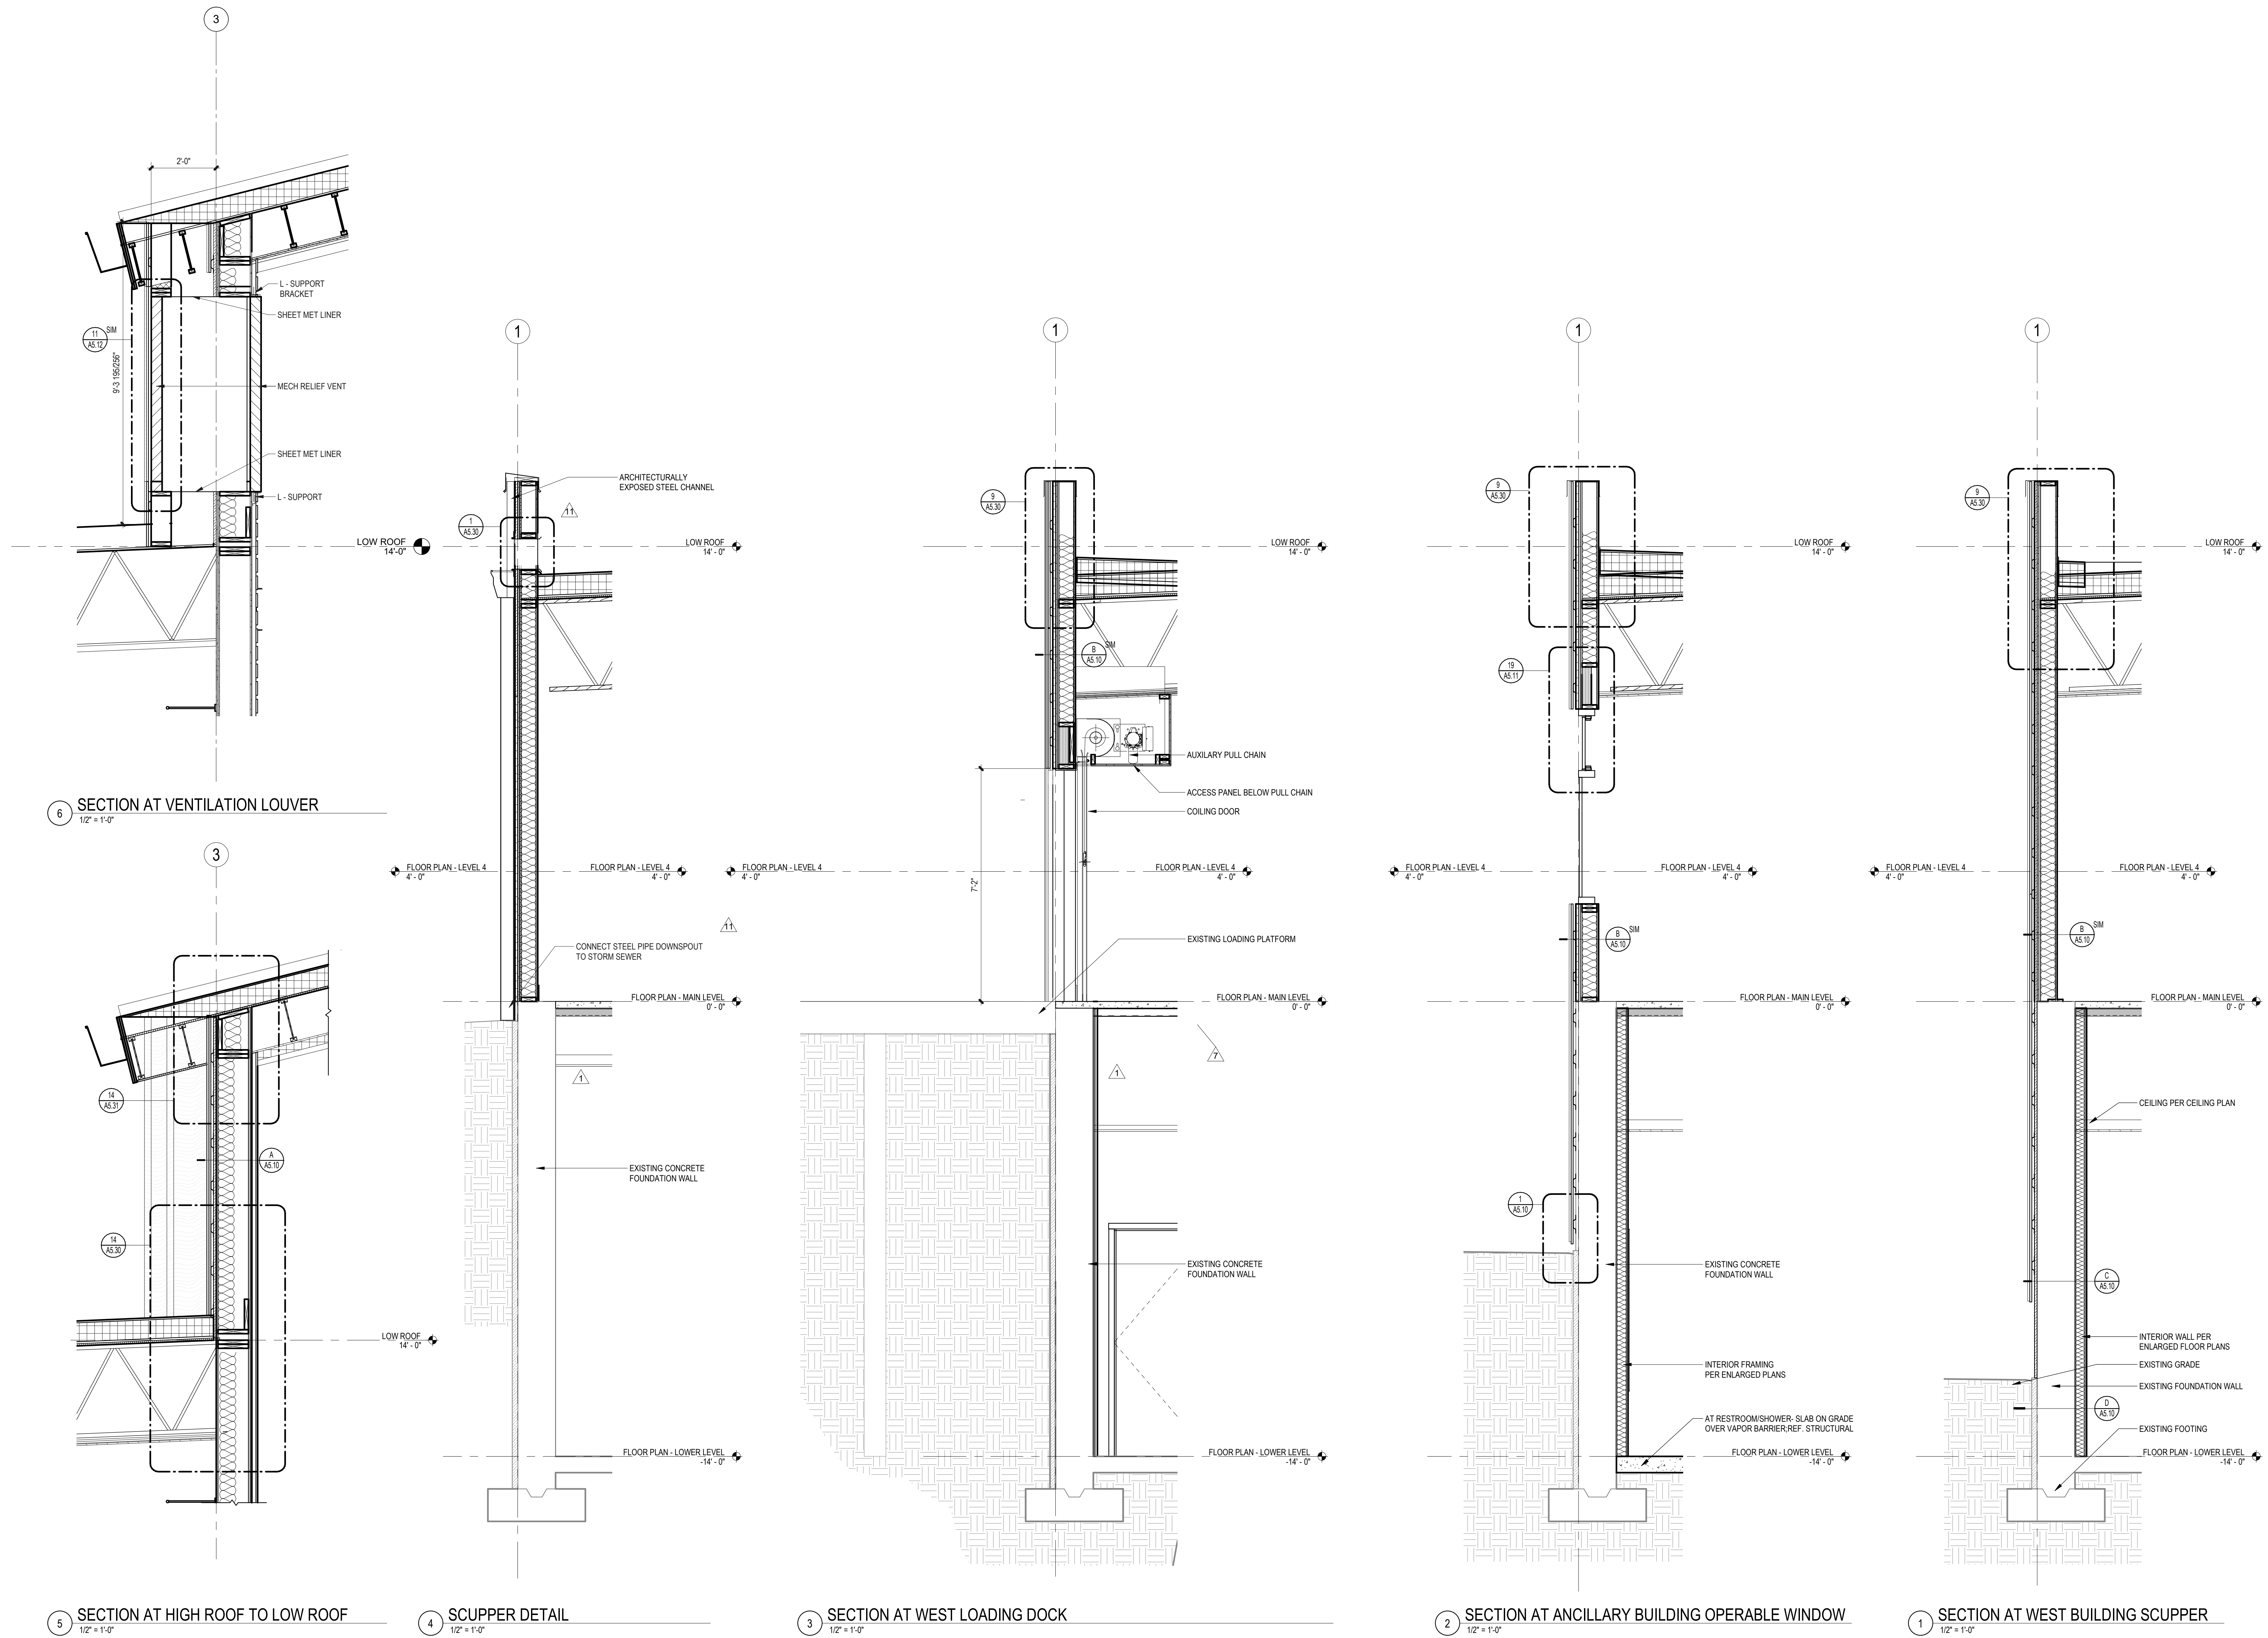 3
2'-0"
L - SUPPORT
BRACKET
SHEET MET LINER
11
A5.12
SIM
9'-3 195/256"
MECH RELIEF VENT
SHEET MET LINER
L - SUPPORT
LOW ROOF
14'-0"
6
SECTION AT VENTILATION LOUVER
1/2" = 1'-0"
3
14
A5.31
A
A5.10
14
A5.30
LOW ROOF
14' - 0"
5
SECTION AT HIGH ROOF TO LOW ROOF
1/2" = 1'-0"
1
ARCHITECTURALLY
EXPOSED STEEL CHANNEL
11
1
A5.30
LOW ROOF
14' - 0"
FLOOR PLAN - LEVEL 4
4' - 0"
FLOOR PLAN - LEVEL 4
4' - 0"
11
CONNECT STEEL PIPE DOWNSPOUT
TO STORM SEWER
FLOOR PLAN - MAIN LEVEL
0' - 0"
1
EXISTING CONCRETE
FOUNDATION WALL
FLOOR PLAN - LOWER LEVEL
-14' - 0"
4
SCUPPER DETAIL
1/2" = 1'-0"
1
9
A5.30
LOW ROOF
14' - 0"
B
A5.10
SIM
AUXILARY PULL CHAIN
ACCESS PANEL BELOW PULL CHAIN
COILING DOOR
FLOOR PLAN - LEVEL 4
4' - 0"
FLOOR PLAN - LEVEL 4
4' - 0"
7'-2"
EXISTING LOADING PLATFORM
FLOOR PLAN - MAIN LEVEL
0' - 0"
7
1
EXISTING CONCRETE
FOUNDATION WALL
FLOOR PLAN - LOWER LEVEL
-14' - 0"
3
SECTION AT WEST LOADING DOCK
1/2" = 1'-0"
1
9
A5.30
LOW ROOF
14' - 0"
19
A5.11
FLOOR PLAN - LEVEL 4
4' - 0"
FLOOR PLAN - LEVEL 4
4' - 0"
B
A5.10
SIM
FLOOR PLAN - MAIN LEVEL
0' - 0"
1
A5.10
EXISTING CONCRETE
FOUNDATION WALL
INTERIOR FRAMING
PER ENLARGED PLANS
AT RESTROOM/SHOWER- SLAB ON GRADE
OVER VAPOR BARRIER;REF. STRUCTURAL
FLOOR PLAN - LOWER LEVEL
-14' - 0"
2
SECTION AT ANCILLARY BUILDING OPERABLE WINDOW
1/2" = 1'-0"
1
9
A5.30
LOW ROOF
14' - 0"
FLOOR PLAN - LEVEL 4
4' - 0"
FLOOR PLAN - LEVEL 4
4' - 0"
B
A5.10
SIM
FLOOR PLAN - MAIN LEVEL
0' - 0"
CEILING PER CEILING PLAN
C
A5.10
INTERIOR WALL PER
ENLARGED FLOOR PLANS
EXISTING GRADE
EXISTING FOUNDATION WALL
D
A5.10
EXISTING FOOTING
FLOOR PLAN - LOWER LEVEL
-14' - 0"
1
SECTION AT WEST BUILDING SCUPPER
1/2" = 1'-0"